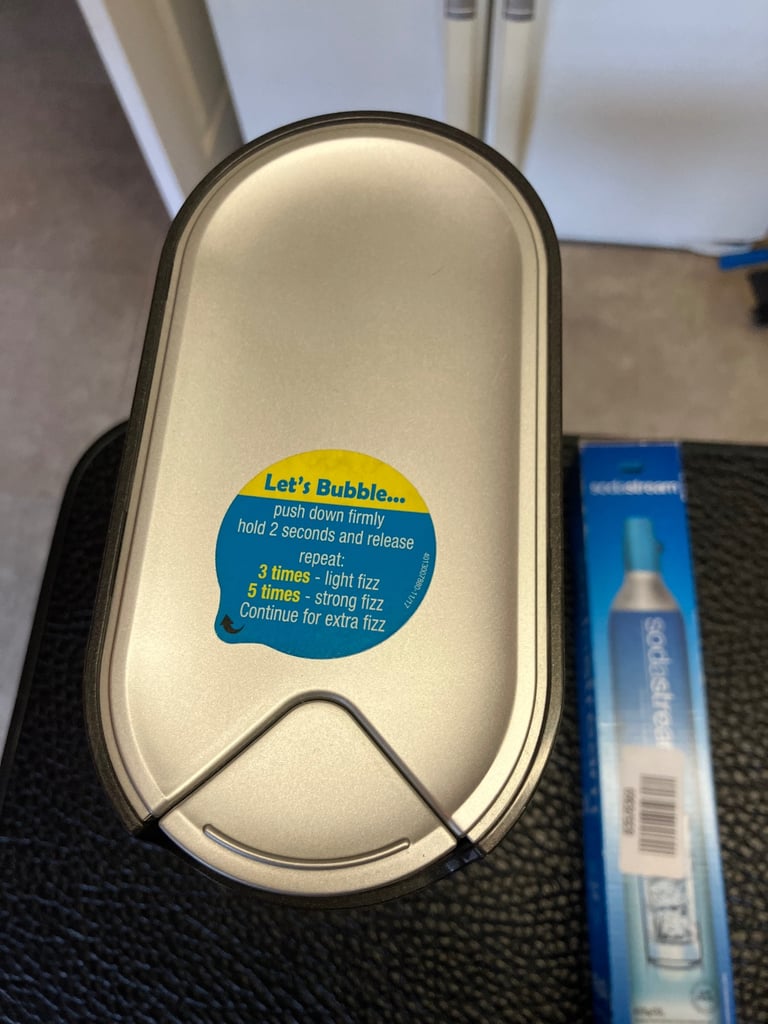 Let's Bubble...
push down firmly
hold 2 seconds and release
repeat:
3 times - light fizz
5 times - strong fizz
Continue for extra fizz
sodastream
sodastream